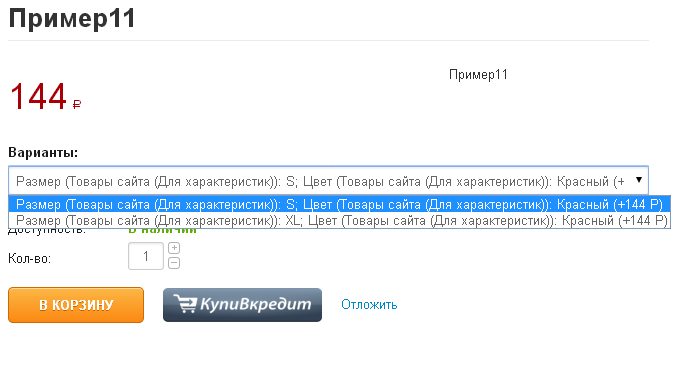 Пример11
Пример11
144 ₽
Варианты:
Размер (Товары сайта (Для характеристик)): S; Цвет (Товары сайта (Для характеристик)): Красный (+
Размер (Товары сайта (Для характеристик)): S; Цвет (Товары сайта (Для характеристик)): Красный (+144 Р)
Размер (Товары сайта (Для характеристик)): XL; Цвет (Товары сайта (Для характеристик)): Красный (+144 Р)
Доступность: В наличии
Кол-во: 1
В КОРЗИНУ КупиВкредит Отложить